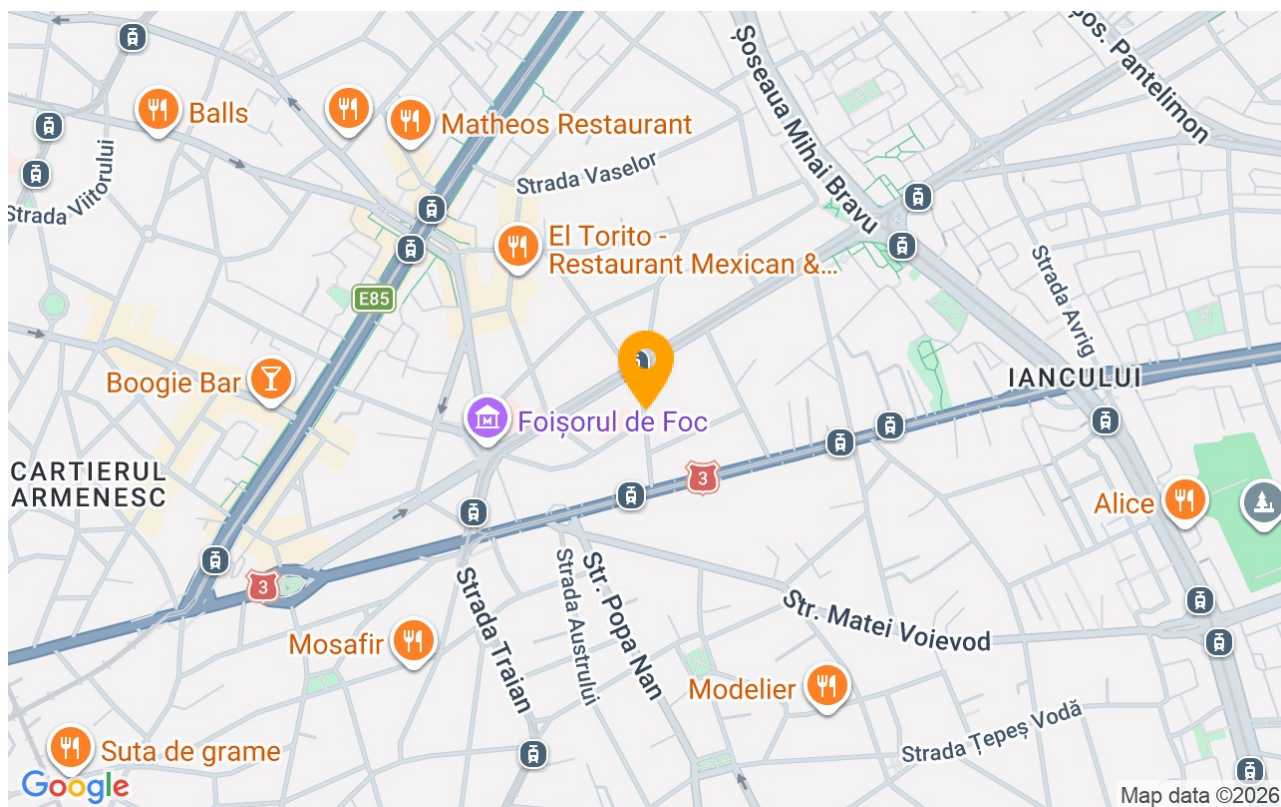 Șoseaua Mihai Bravu
Pantelimon
Balls
Matheos Restaurant
Strada Viitorului
Strada Vaselor
El Torito -
Restaurant Mexican &...
Strada Avrig
E85
Boogie Bar
IANCULUI
M
Foișorul de Foc
CARTIERUL
ARMENESC
3
Alice
3
Strada Traian
Strada Austrului
Str. Popa Nan
Str. Matei Voievod
Mosafir
Modelier
Strada Țepeș Vodă
Suta de grame
Google
Map data ©2026